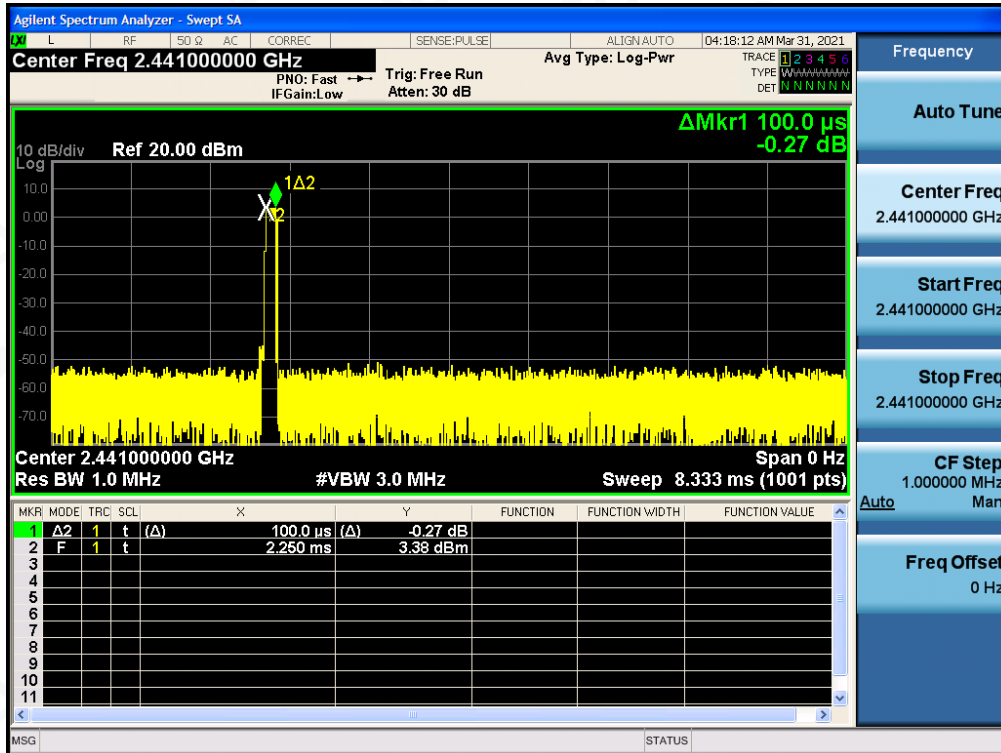 Agilent Spectrum Analyzer - Swept SA
LXI L RF 50 Ω AC CORREC SENSE:PULSE ALIGN AUTO 04:18:12 AM Mar 31, 2021
Center Freq 2.441000000 GHz
PNO: Fast
IFGain:Low
Trig: Free Run
Atten: 30 dB
Avg Type: Log-Pwr
TRACE 1 2 3 4 5 6
TYPE W
DET N N N N N N
ΔMkr1 100.0 µs
-0.27 dB
10 dB/div Ref 20.00 dBm
Log
1Δ2
10.0
0.00
-10.0
-20.0
-30.0
-40.0
-50.0
-60.0
-70.0
Center 2.441000000 GHz Span 0 Hz
Res BW 1.0 MHz #VBW 3.0 MHz Sweep 8.333 ms (1001 pts)
MKR MODE TRC SCL X Y FUNCTION FUNCTION WIDTH FUNCTION VALUE
1 Δ2 1 t (Δ) 100.0 µs (Δ) -0.27 dB
2 F 1 t 2.250 ms 3.38 dBm
3
4
5
6
7
8
9
10
11
MSG STATUS
Frequency
Auto Tune
Center Freq
2.441000000 GHz
Start Freq
2.441000000 GHz
Stop Freq
2.441000000 GHz
CF Step
1.000000 MHz
Auto Man
Freq Offset
0 Hz